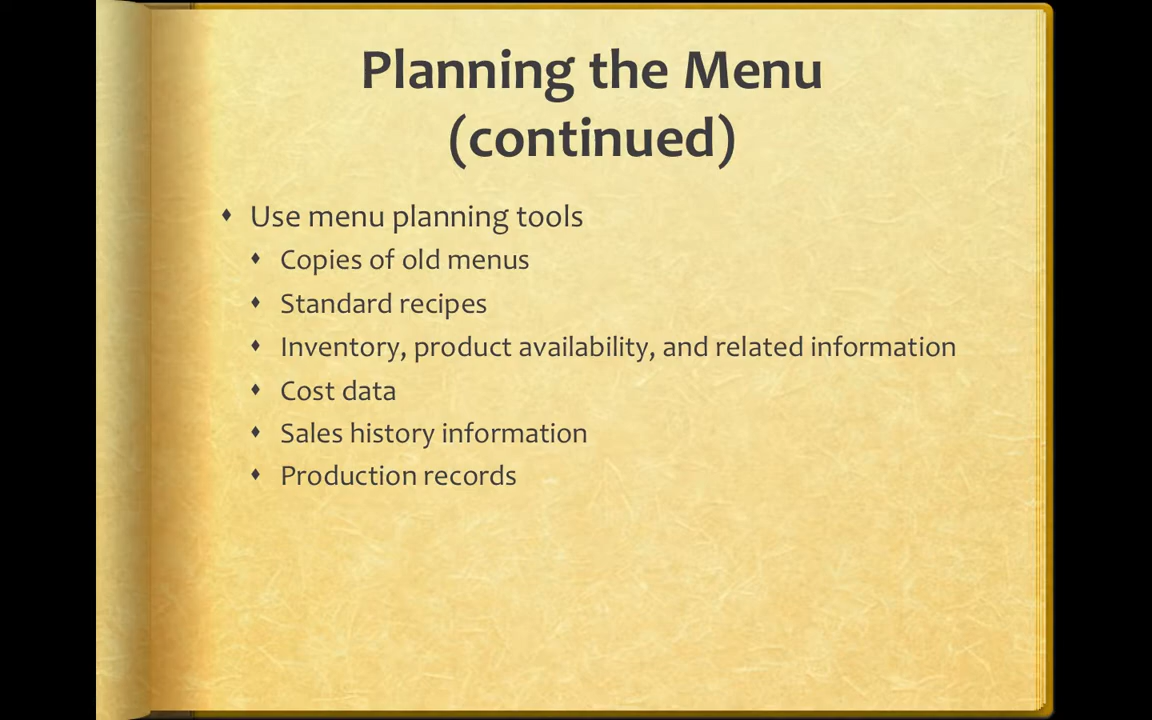 Planning the Menu
(continued)
Use menu planning tools
Copies of old menus
Standard recipes
Inventory, product availability, and related information
Cost data
Sales history information
Production records